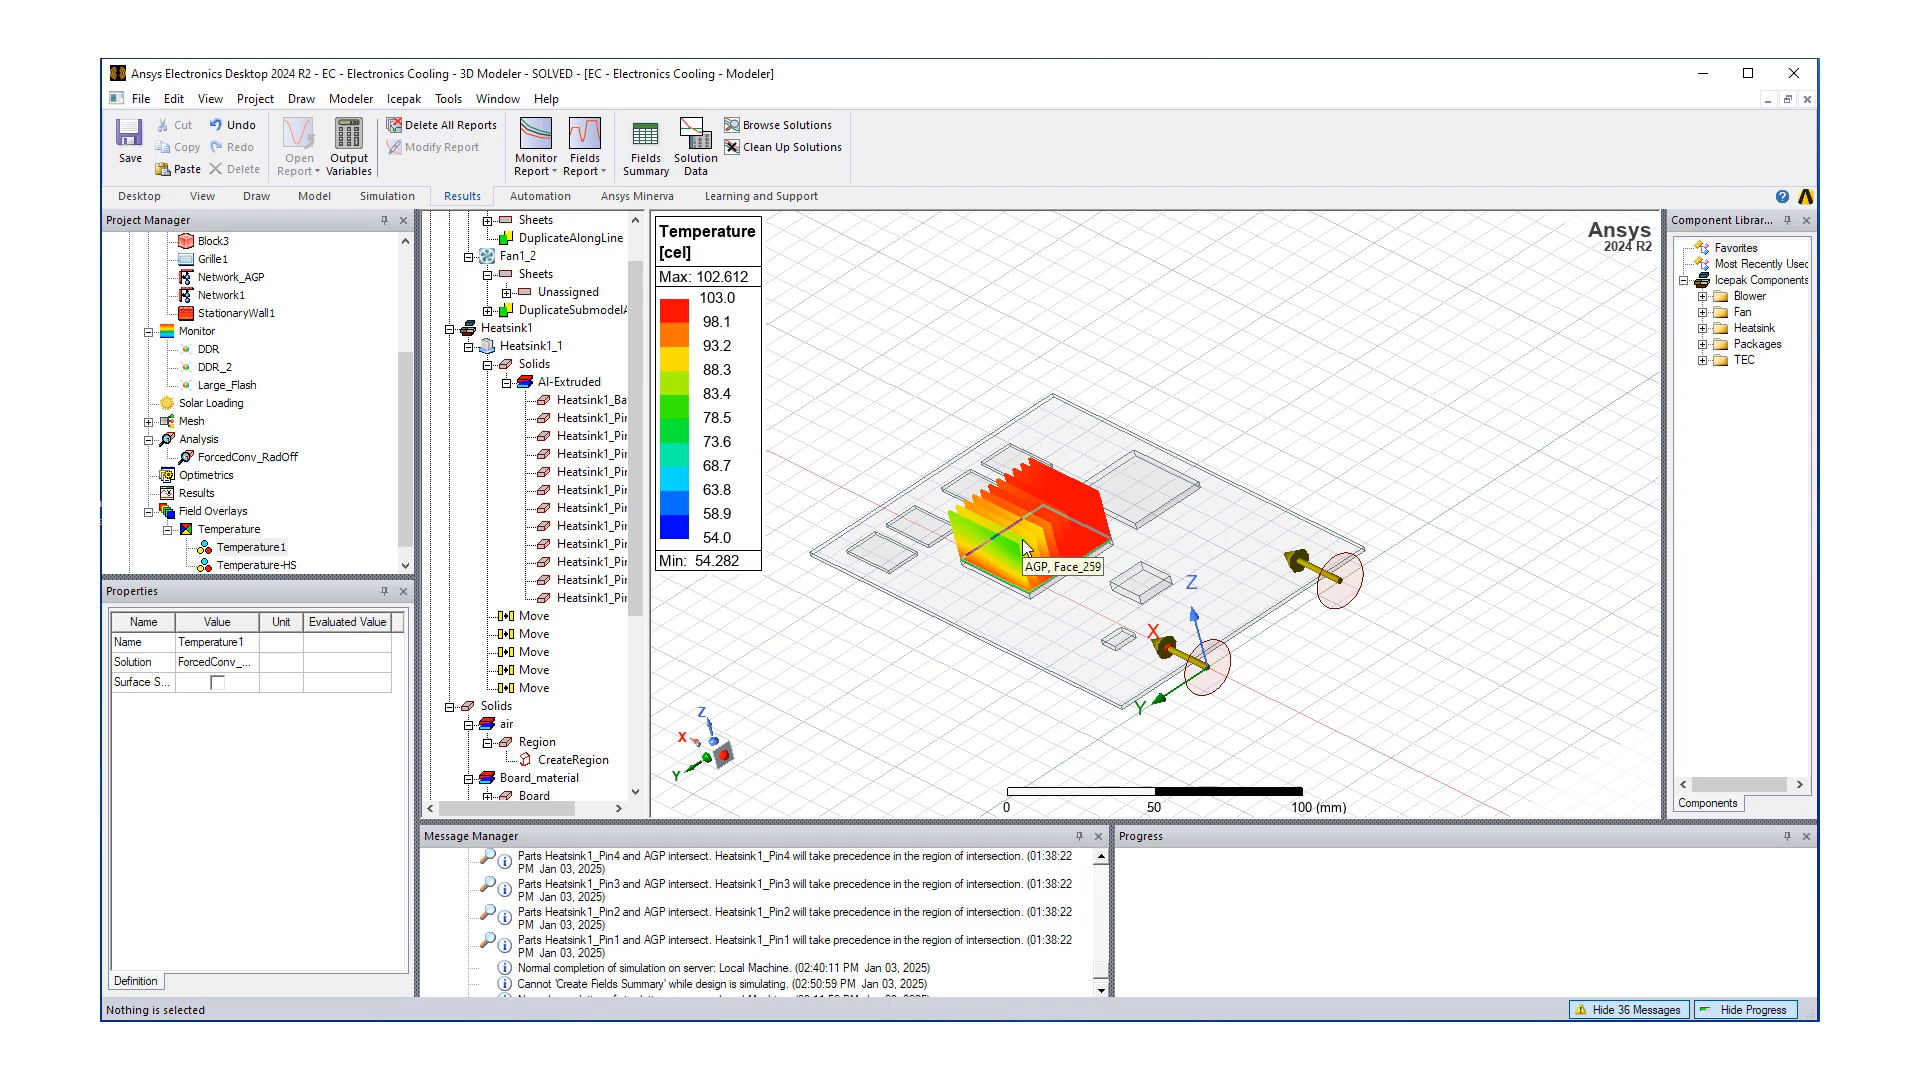 Ansys Electronics Desktop 2024 R2 - EC - Electronics Cooling - 3D Modeler - SOLVED - [EC - Electronics Cooling - Modeler]
File Edit View Project Draw Modeler Icepak Tools Window Help
Save
Cut
Copy
Paste
Undo
Redo
Delete
Open Report
Output Variables
Delete All Reports
Modify Report
Monitor Report
Fields Report
Fields Summary
Solution Data
Browse Solutions
Clean Up Solutions
Desktop View Draw Model Simulation Results Automation Ansys Minerva Learning and Support
Project Manager
Block3
Grille1
Network_AGP
Network1
StationaryWall1
Monitor
DDR
DDR_2
Large_Flash
Solar Loading
Mesh
Analysis
ForcedConv_RadOff
Optimetrics
Results
Field Overlays
Temperature
Temperature1
Temperature-HS
Properties
Name Value Unit Evaluated Value
Name Temperature1
Solution ForcedConv_...
Surface S...
Definition
Sheets
DuplicateAlongLine
Fan1_2
Sheets
Unassigned
DuplicateSubmodelA
Heatsink1
Heatsink1_1
Solids
Al-Extruded
Heatsink1_Ba
Heatsink1_Pin
Heatsink1_Pin
Heatsink1_Pin
Heatsink1_Pin
Heatsink1_Pin
Heatsink1_Pin
Heatsink1_Pin
Heatsink1_Pin
Heatsink1_Pin
Heatsink1_Pin
Heatsink1_Pin
Move
Move
Move
Move
Move
Solids
air
Region
CreateRegion
Board_material
Board
Temperature
[cel]
Max: 102.612
103.0
98.1
93.2
88.3
83.4
78.5
73.6
68.7
63.8
58.9
54.0
Min: 54.282
Ansys
2024 R2
AGP, Face_259
Z
X
Y
Z
X
Y
0 50 100 (mm)
Component Librar...
Favorites
Most Recently Used
Icepak Components
Blower
Fan
Heatsink
Packages
TEC
Components
Message Manager
Parts Heatsink1_Pin4 and AGP intersect. Heatsink1_Pin4 will take precedence in the region of intersection. (01:38:22
PM Jan 03, 2025)
Parts Heatsink1_Pin3 and AGP intersect. Heatsink1_Pin3 will take precedence in the region of intersection. (01:38:22
PM Jan 03, 2025)
Parts Heatsink1_Pin2 and AGP intersect. Heatsink1_Pin2 will take precedence in the region of intersection. (01:38:22
PM Jan 03, 2025)
Parts Heatsink1_Pin1 and AGP intersect. Heatsink1_Pin1 will take precedence in the region of intersection. (01:38:22
PM Jan 03, 2025)
Normal completion of simulation on server: Local Machine. (02:40:11 PM Jan 03, 2025)
Cannot 'Create Fields Summary' while design is simulating. (02:50:59 PM Jan 03, 2025)
Progress
Nothing is selected
Hide 36 Messages
Hide Progress